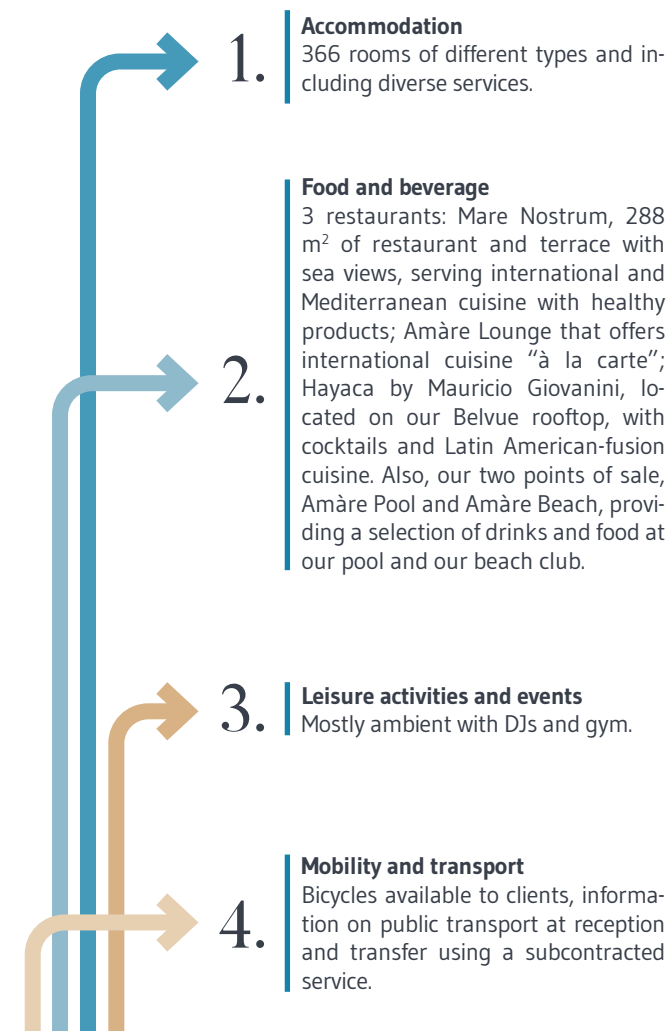 1.
Accommodation
366 rooms of different types and in-
cluding diverse services.
2.
Food and beverage
3 restaurants: Mare Nostrum, 288
m² of restaurant and terrace with
sea views, serving international and
Mediterranean cuisine with healthy
products; Amàre Lounge that offers
international cuisine “à la carte”;
Hayaca by Mauricio Giovanini, lo-
cated on our Belvue rooftop, with
cocktails and Latin American-fusion
cuisine. Also, our two points of sale,
Amàre Pool and Amàre Beach, provi-
ding a selection of drinks and food at
our pool and our beach club.
3.
Leisure activities and events
Mostly ambient with DJs and gym.
4.
Mobility and transport
Bicycles available to clients, informa-
tion on public transport at reception
and transfer using a subcontracted
service.